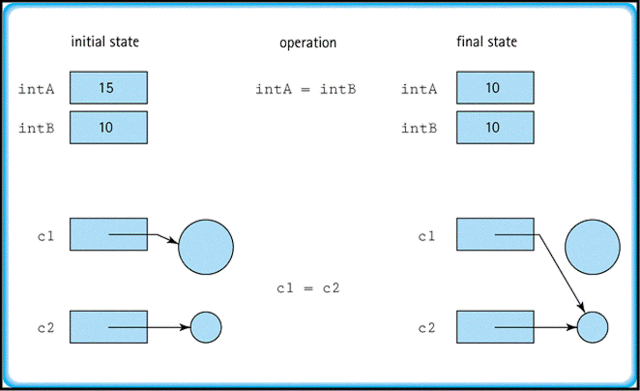 initial state operation final state
intA 15 intA = intB intA 10
intB 10 intB 10
c1 c1
c1 = c2
c2 c2